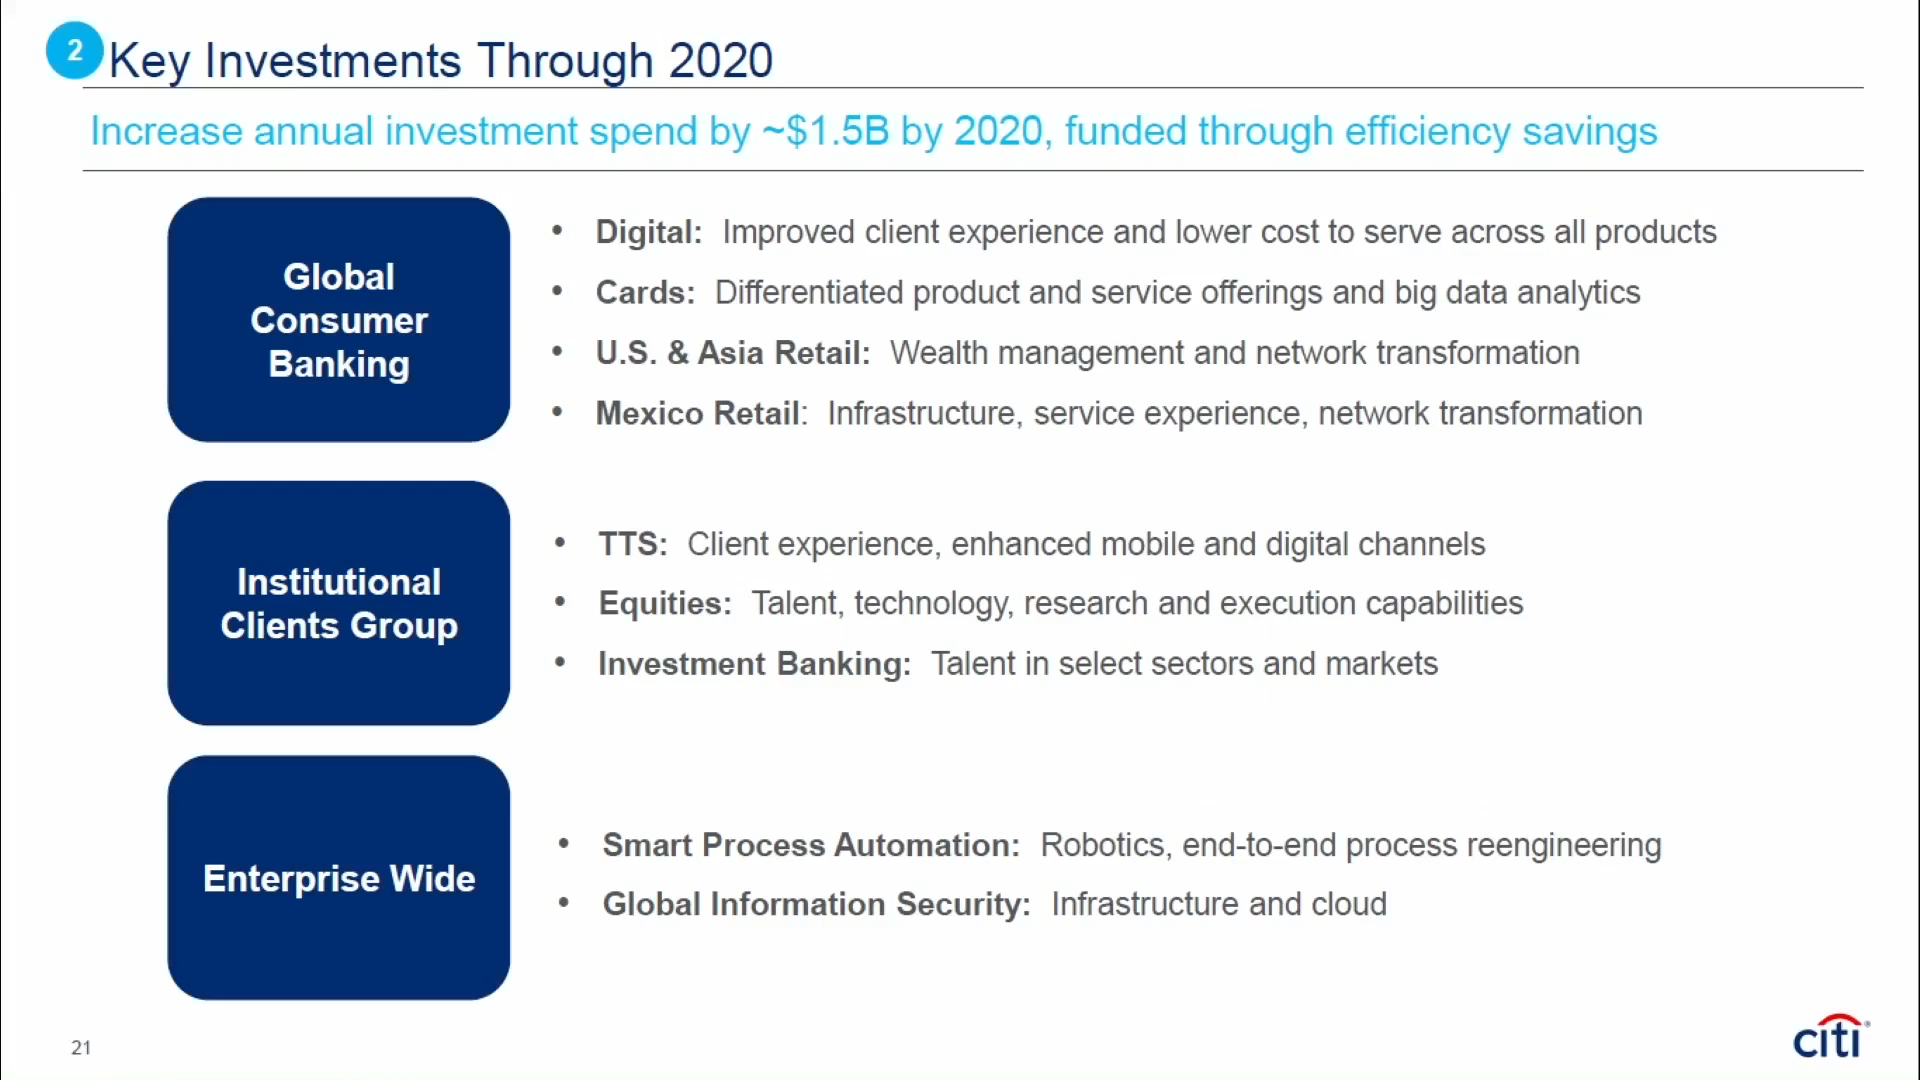 2
Key Investments Through 2020
Increase annual investment spend by ~$1.5B by 2020, funded through efficiency savings
Global
Consumer
Banking
• Digital: Improved client experience and lower cost to serve across all products
• Cards: Differentiated product and service offerings and big data analytics
• U.S. & Asia Retail: Wealth management and network transformation
• Mexico Retail: Infrastructure, service experience, network transformation
Institutional
Clients Group
• TTS: Client experience, enhanced mobile and digital channels
• Equities: Talent, technology, research and execution capabilities
• Investment Banking: Talent in select sectors and markets
Enterprise Wide
• Smart Process Automation: Robotics, end-to-end process reengineering
• Global Information Security: Infrastructure and cloud
21
citi®